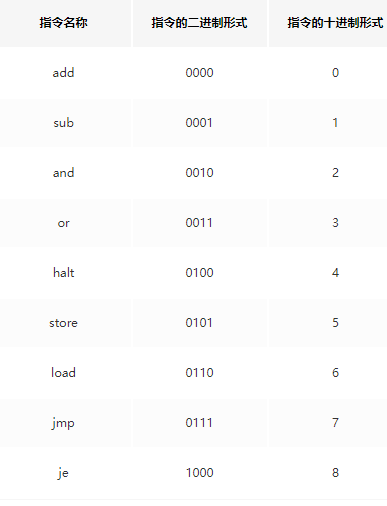 指令名称 指令的二进制形式 指令的十进制形式
add 0000 0
sub 0001 1
and 0010 2
or 0011 3
halt 0100 4
store 0101 5
load 0110 6
jmp 0111 7
je 1000 8